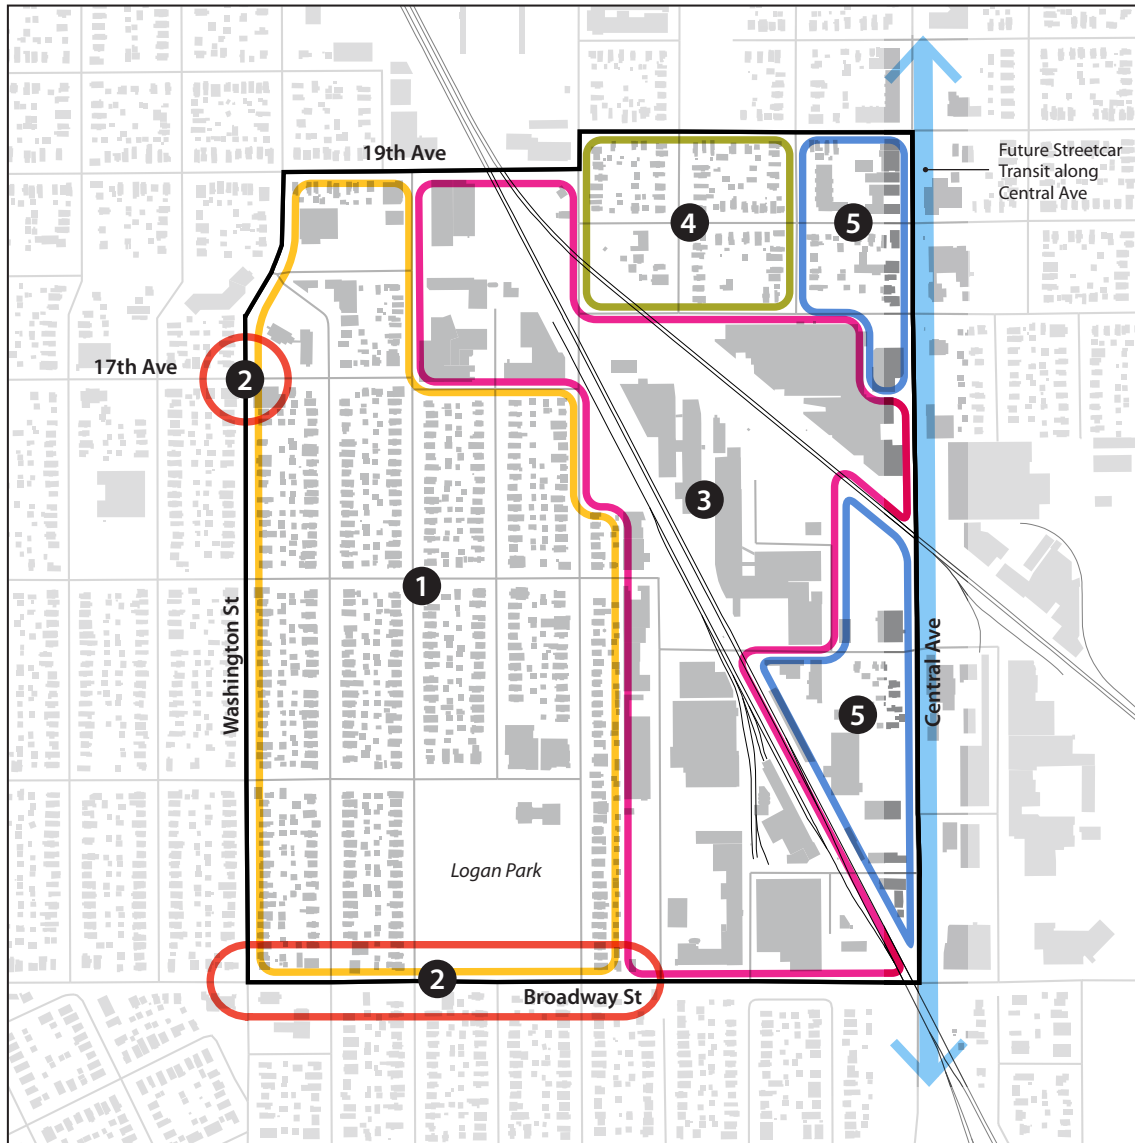 19th Ave
Future Streetcar
Transit along
Central Ave
4
5
17th Ave
2
3
1
Washington St
Central Ave
5
Logan Park
2
Broadway St